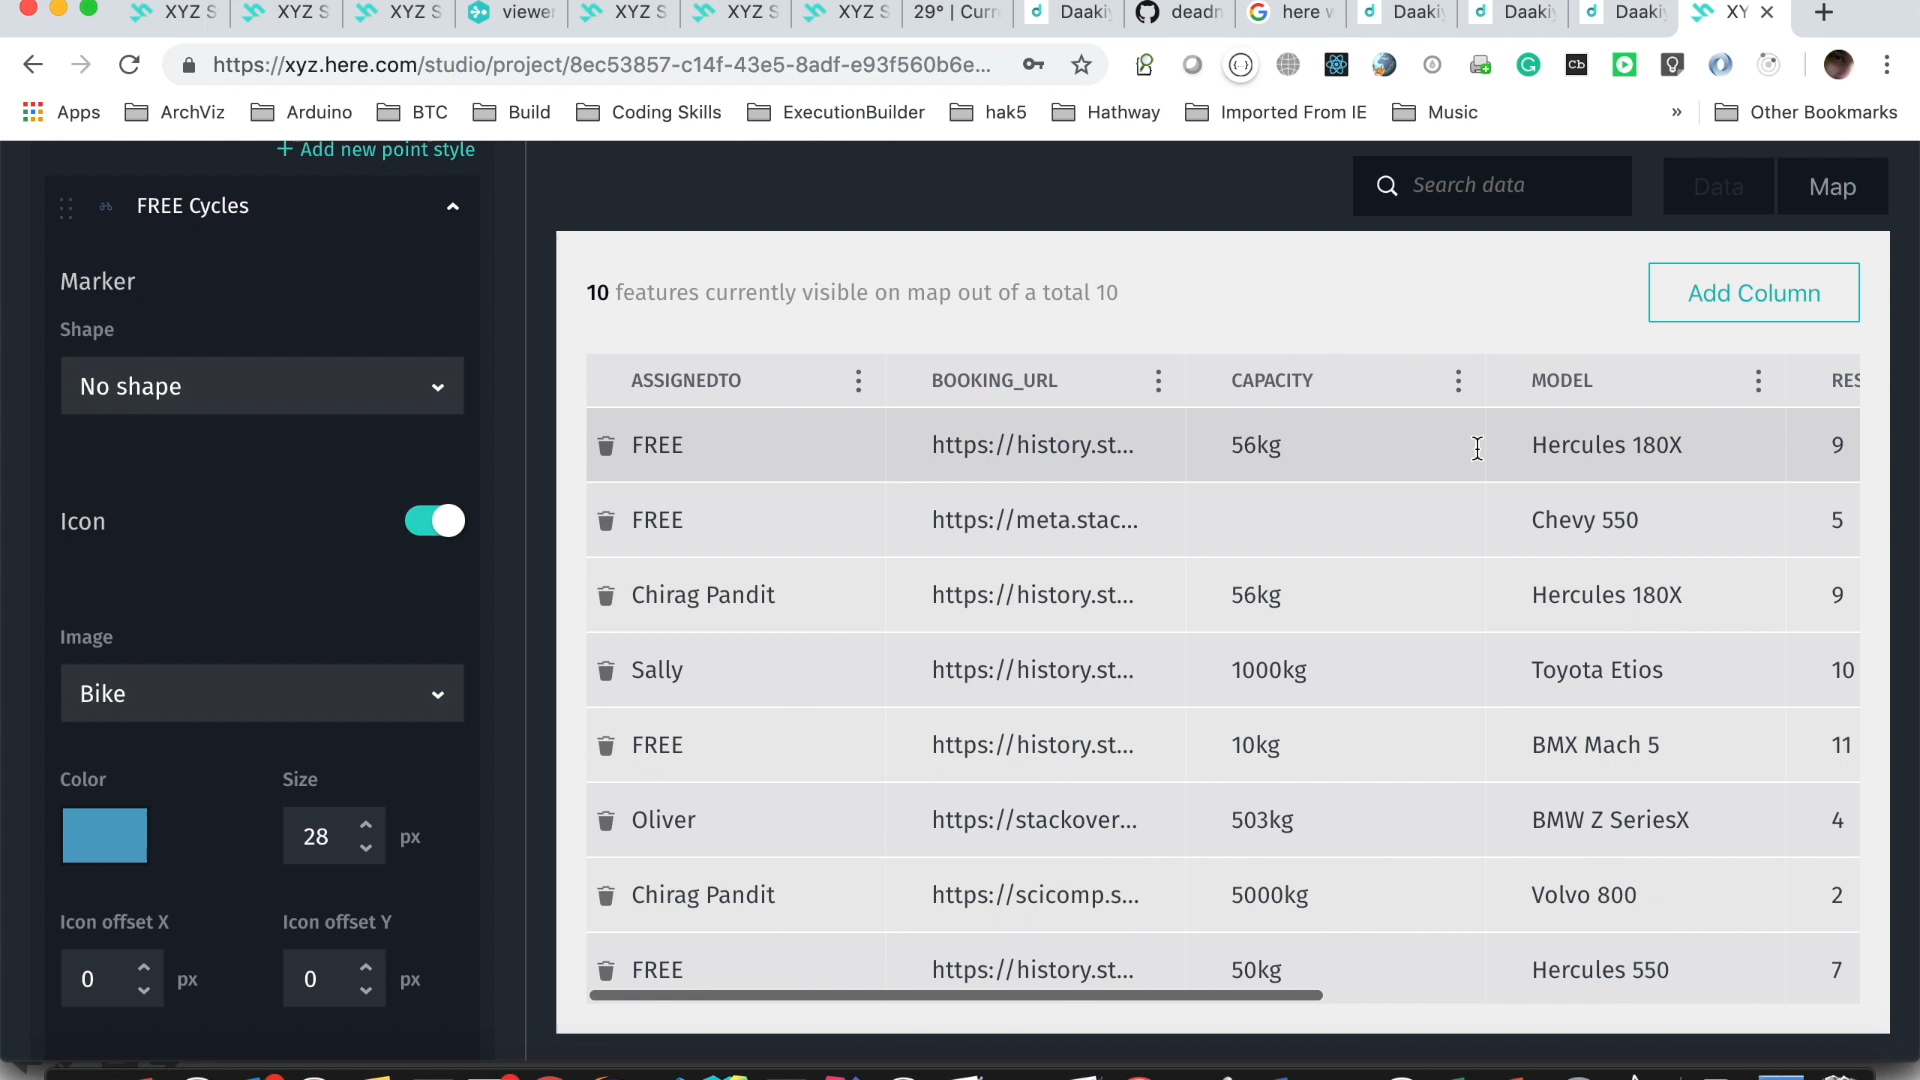 XYZ S XYZ S XYZ S viewer XYZ S XYZ S XYZ S 29° | Curr Daakiy deadn here w Daakiy Daakiy Daakiy XY
https://xyz.here.com/studio/project/8ec53857-c14f-43e5-8adf-e93f560b6e...
Apps ArchViz Arduino BTC Build Coding Skills ExecutionBuilder hak5 Hathway Imported From IE Music » Other Bookmarks
+ Add new point style
FREE Cycles
Marker
Shape
No shape
Icon
Image
Bike
Color Size
28 px
Icon offset X Icon offset Y
0 px 0 px
Search data
Data Map
10 features currently visible on map out of a total 10
Add Column
ASSIGNEDTO BOOKING_URL CAPACITY MODEL RES
FREE https://history.st... 56kg Hercules 180X 9
FREE https://meta.stac... Chevy 550 5
Chirag Pandit https://history.st... 56kg Hercules 180X 9
Sally https://history.st... 1000kg Toyota Etios 10
FREE https://history.st... 10kg BMX Mach 5 11
Oliver https://stackover... 503kg BMW Z SeriesX 4
Chirag Pandit https://scicomp.s... 5000kg Volvo 800 2
FREE https://history.st... 50kg Hercules 550 7